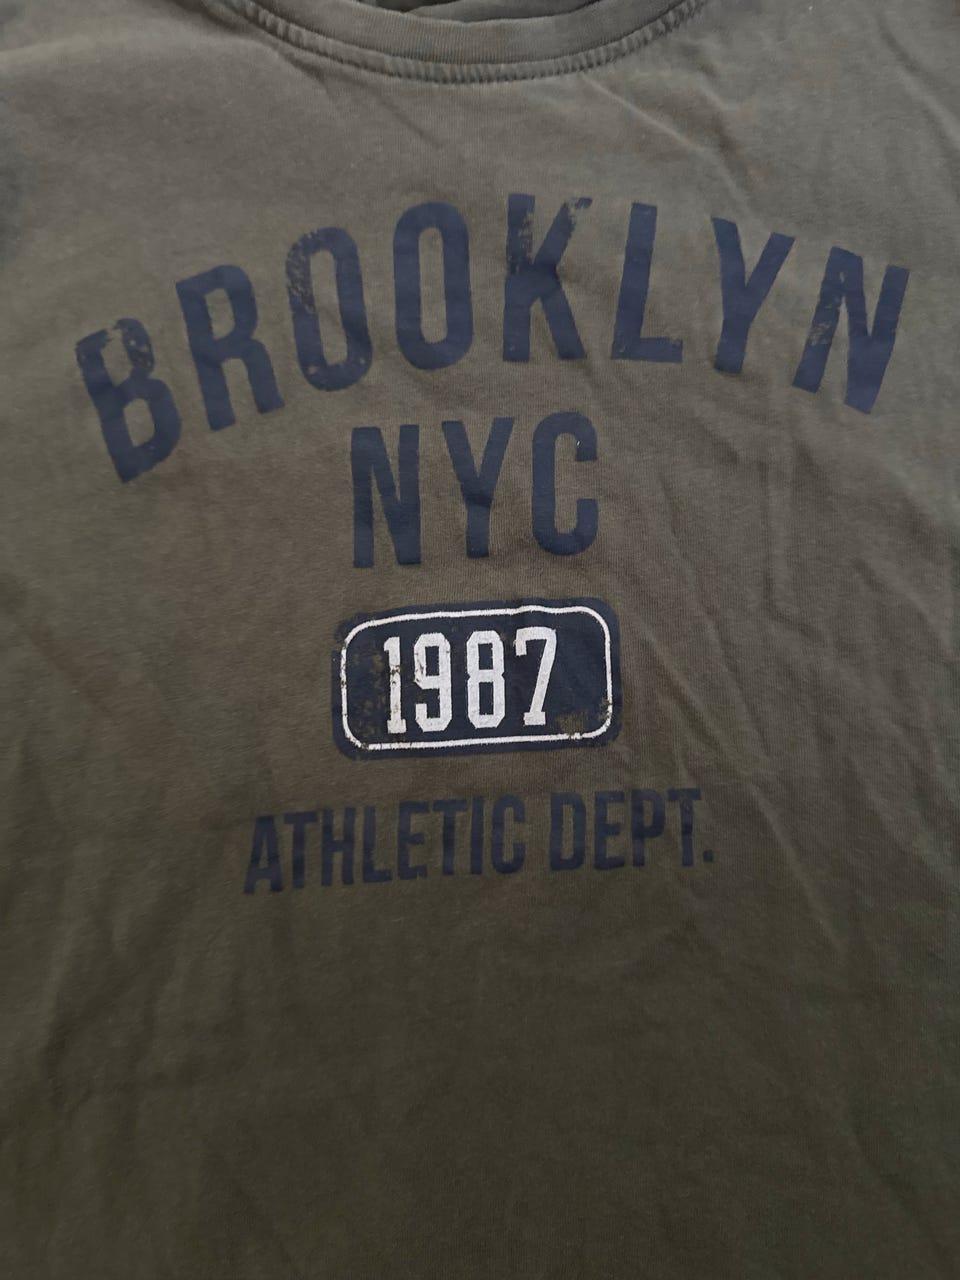 BROOKLYN
NYC
1987
ATHLETIC DEPT.